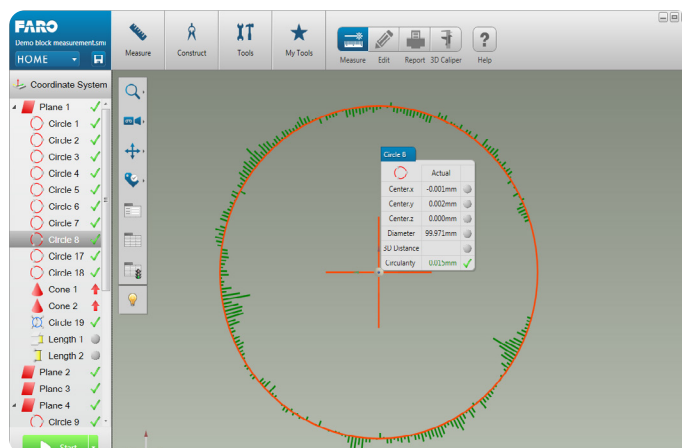 FARO
Demo block measurement.sm
HOME
Measure
Construct
Tools
My Tools
Measure
Edit
Report
3D Caliper
Help
Coordinate System
Plane 1
Circle 1
Circle 2
Circle 3
Circle 4
Circle 5
Circle 6
Circle 7
Circle 8
Circle 17
Circle 18
Cone 1
Cone 2
Circle 19
Length 1
Length 2
Plane 2
Plane 3
Plane 4
Circle 9
Start
Circle 8
Actual
Center.x -0.001mm
Center.y 0.002mm
Center.z 0.000mm
Diameter 99.971mm
3D Distance
Circularity 0.015mm